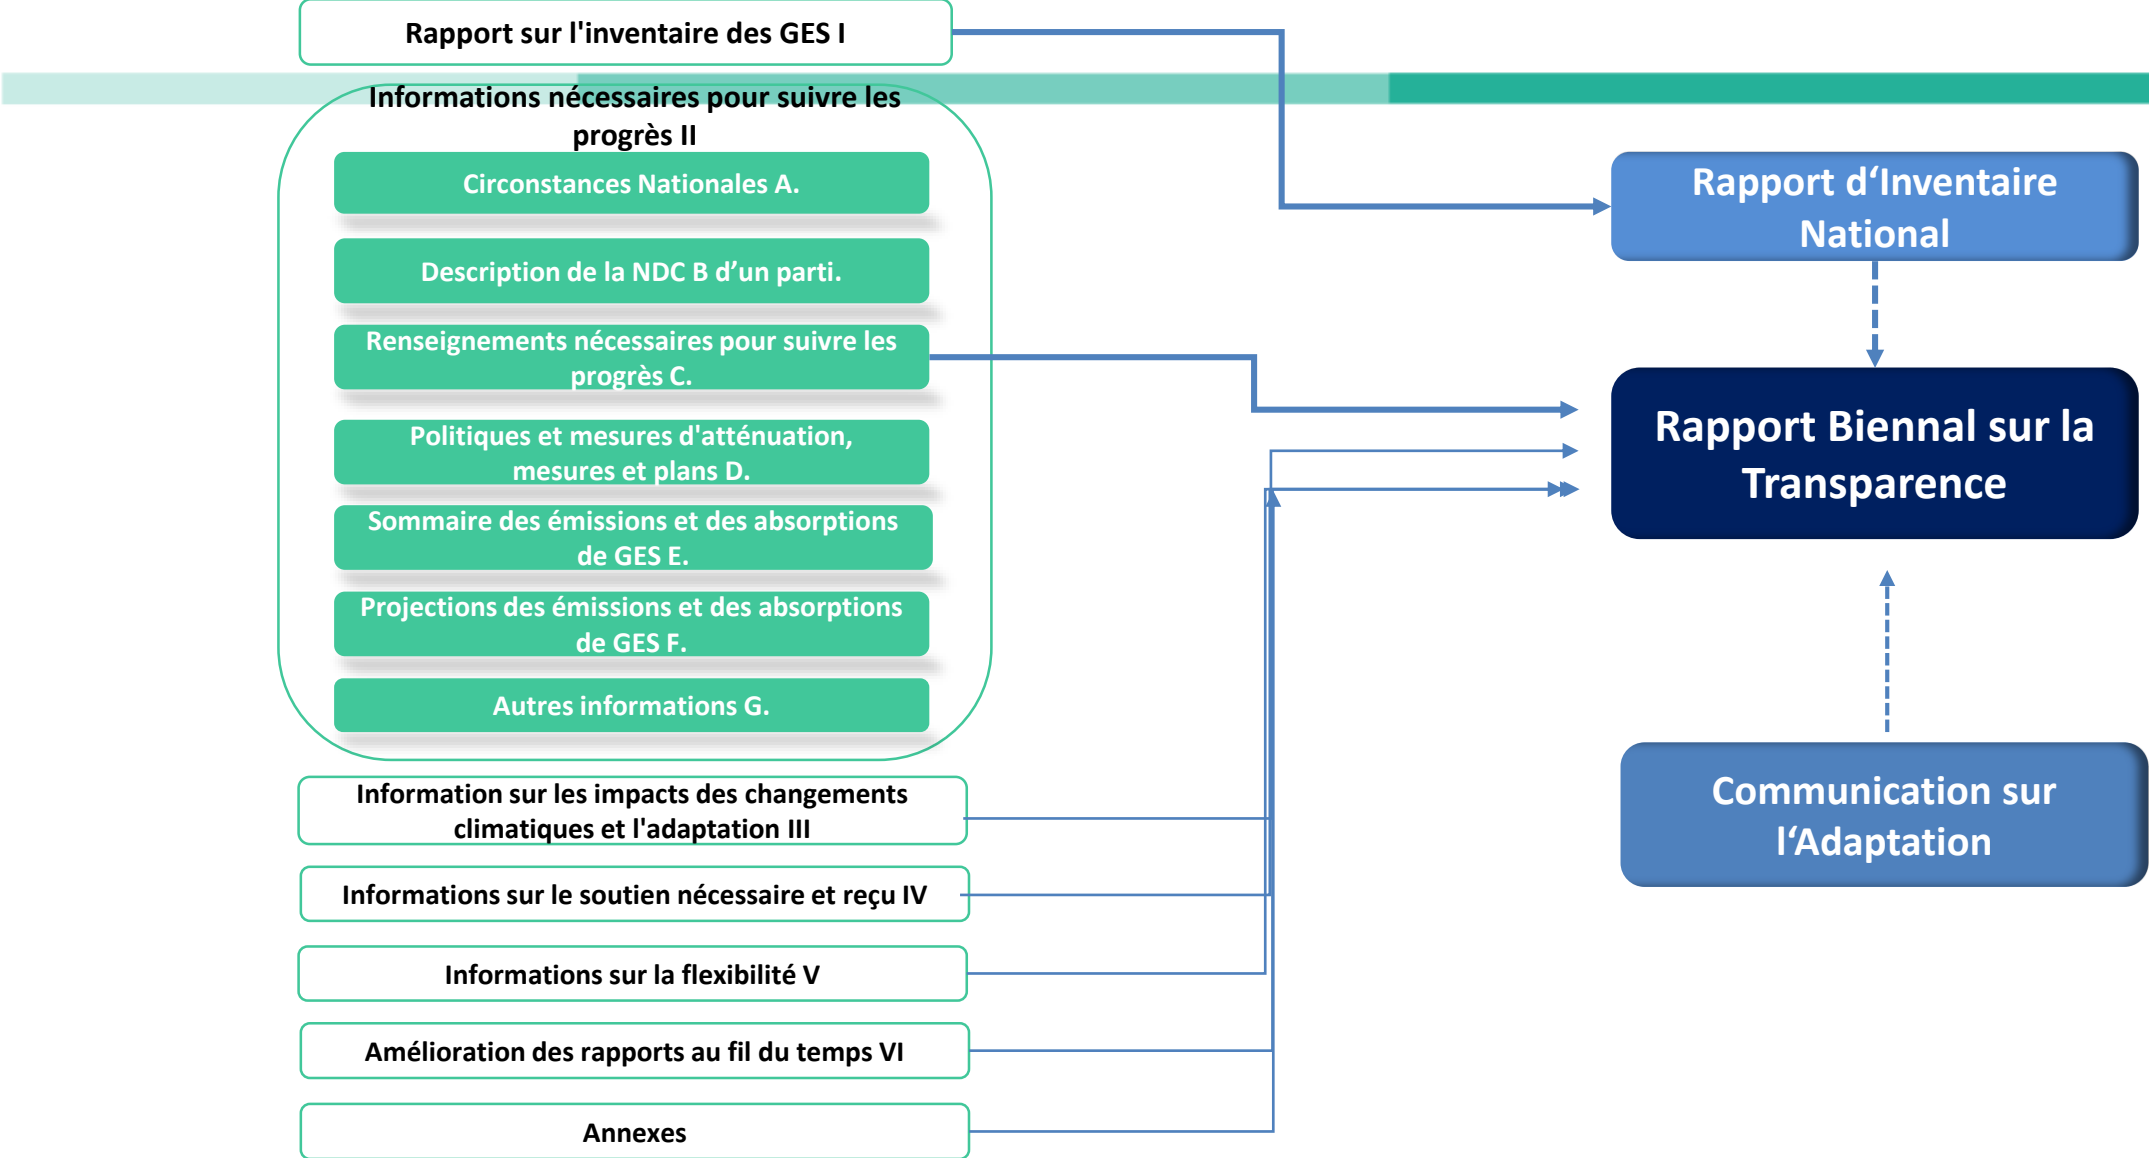 Rapport sur l'inventaire des GES I
Informations nécessaires pour suivre les
progrès II
Circonstances Nationales A.
Description de la NDC B d’un parti.
Renseignements nécessaires pour suivre les
progrès C.
Politiques et mesures d'atténuation,
mesures et plans D.
Sommaire des émissions et des absorptions
de GES E.
Projections des émissions et des absorptions
de GES F.
Autres informations G.
Information sur les impacts des changements
climatiques et l'adaptation III
Informations sur le soutien nécessaire et reçu IV
Informations sur la flexibilité V
Amélioration des rapports au fil du temps VI
Annexes
Rapport d‘Inventaire
National
Rapport Biennal sur la
Transparence
Communication sur
l‘Adaptation